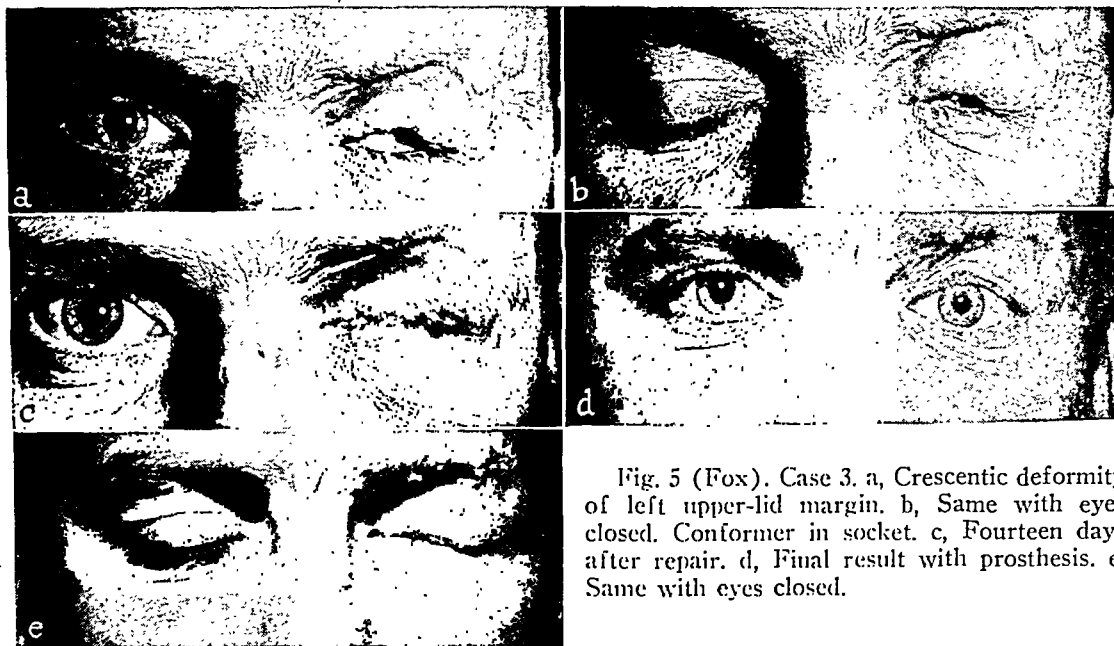 a
b
c
d
e
Fig. 5 (Fox). Case 3. a, Crescentic deformity
of left upper-lid margin. b, Same with eye
closed. Conformer in socket. c, Fourteen day
after repair. d, Final result with prosthesis. e
Same with eyes closed.